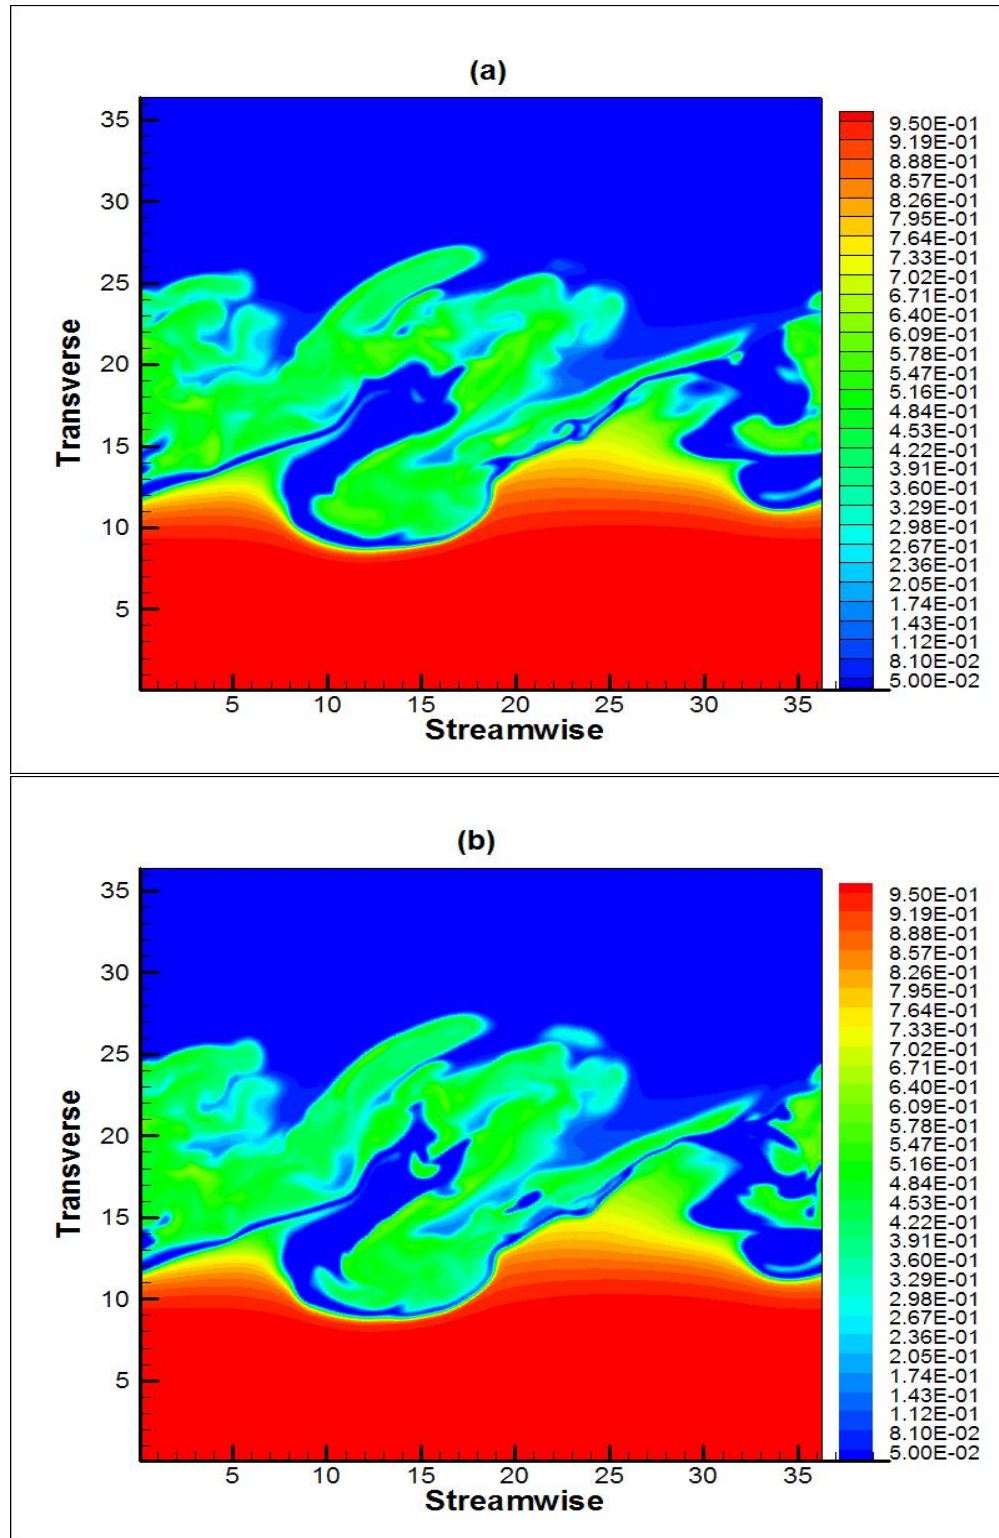 (a)
35
30
25
20
15
10
5
Transverse
5 10 15 20 25 30 35
Streamwise
9.50E-01
9.19E-01
8.88E-01
8.57E-01
8.26E-01
7.95E-01
7.64E-01
7.33E-01
7.02E-01
6.71E-01
6.40E-01
6.09E-01
5.78E-01
5.47E-01
5.16E-01
4.84E-01
4.53E-01
4.22E-01
3.91E-01
3.60E-01
3.29E-01
2.98E-01
2.67E-01
2.36E-01
2.05E-01
1.74E-01
1.43E-01
1.12E-01
8.10E-02
5.00E-02
(b)
35
30
25
20
15
10
5
Transverse
5 10 15 20 25 30 35
Streamwise
9.50E-01
9.19E-01
8.88E-01
8.57E-01
8.26E-01
7.95E-01
7.64E-01
7.33E-01
7.02E-01
6.71E-01
6.40E-01
6.09E-01
5.78E-01
5.47E-01
5.16E-01
4.84E-01
4.53E-01
4.22E-01
3.91E-01
3.60E-01
3.29E-01
2.98E-01
2.67E-01
2.36E-01
2.05E-01
1.74E-01
1.43E-01
1.12E-01
8.10E-02
5.00E-02